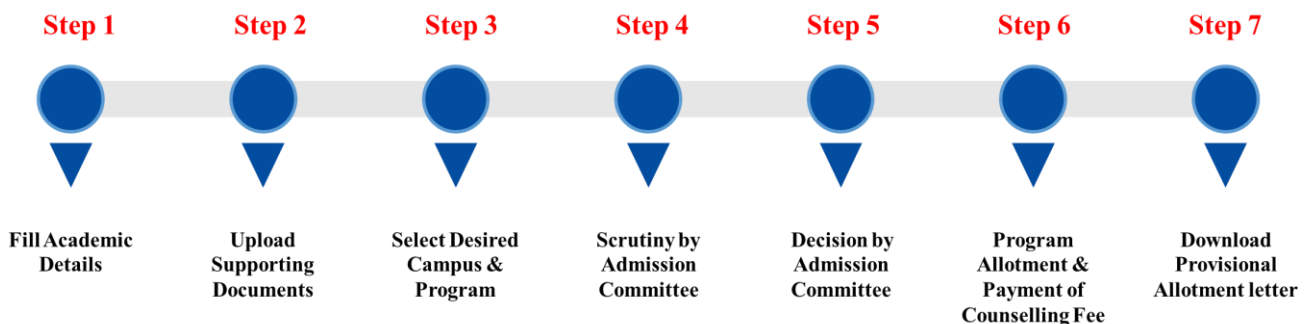 Step 1
Step 2
Step 3
Step 4
Step 5
Step 6
Step 7
Fill Academic
Details
Upload
Supporting
Documents
Select Desired
Campus &
Program
Scrutiny by
Admission
Committee
Decision by
Admission
Committee
Program
Allotment &
Payment of
Counselling Fee
Download
Provisional
Allotment letter